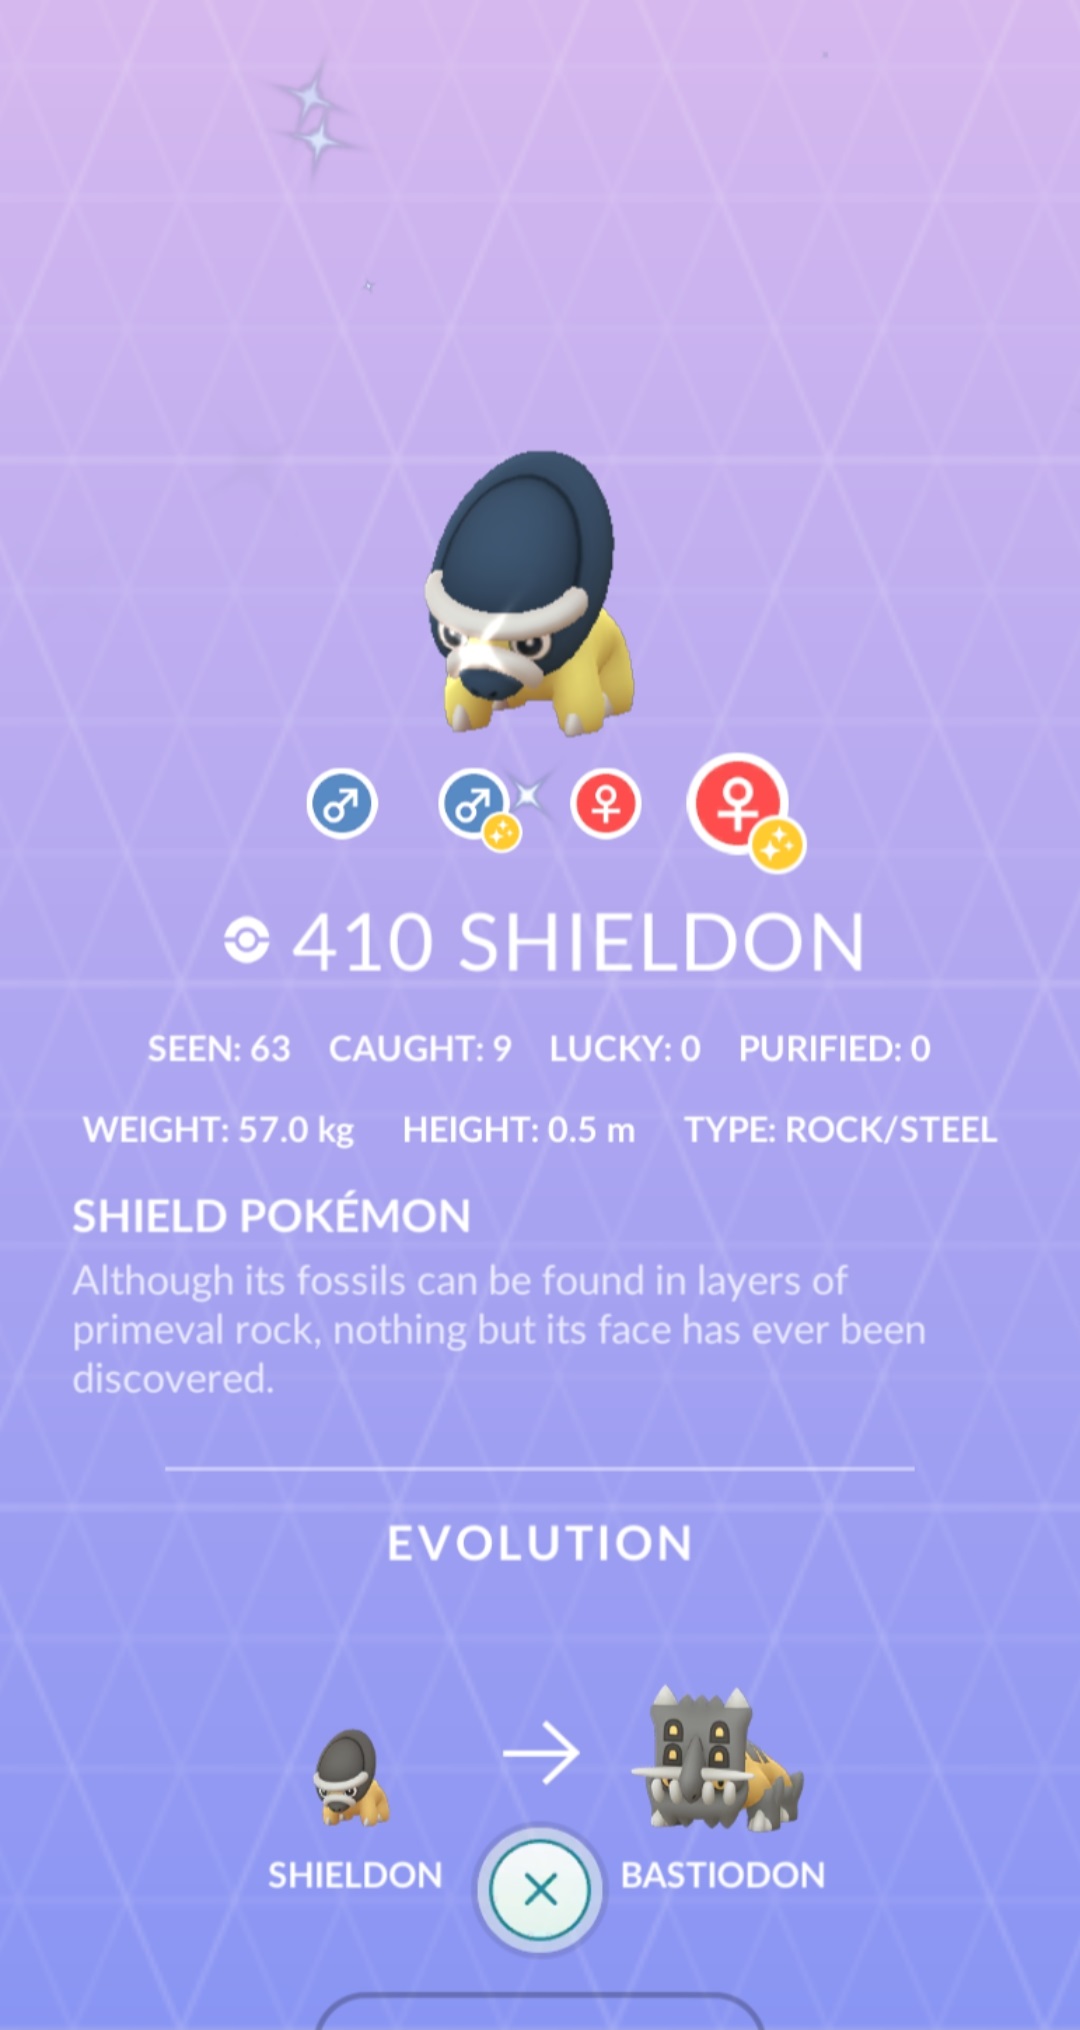 410 SHIELDON
SEEN: 63 CAUGHT: 9 LUCKY: 0 PURIFIED: 0
WEIGHT: 57.0 kg HEIGHT: 0.5 m TYPE: ROCK/STEEL
SHIELD POKÉMON
Although its fossils can be found in layers of
primeval rock, nothing but its face has ever been
discovered.
EVOLUTION
SHIELDON BASTIODON